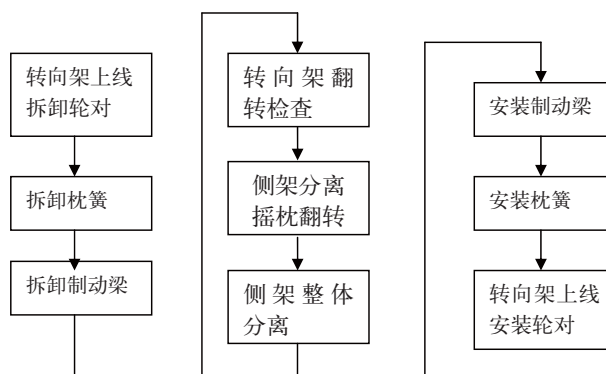 转向架上线
拆卸轮对
拆卸枕簧
拆卸制动梁
转向架翻
转检查
侧架分离
摇枕翻转
侧架整体
分离
安装制动梁
安装枕簧
转向架上线
安装轮对